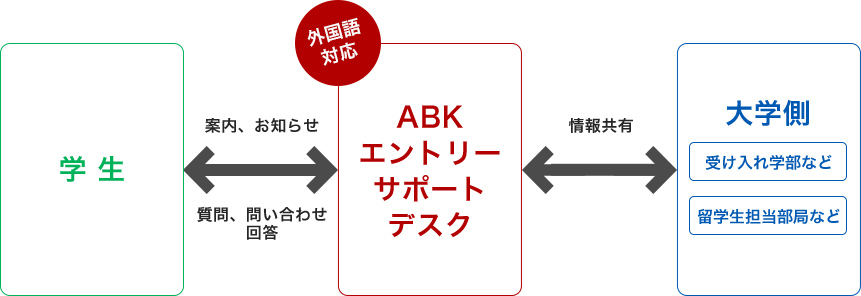 学 生
案内、お知らせ
質問、問い合わせ
回答
外国語
対応
ABK
エントリー
サポート
デスク
情報共有
大学側
受け入れ学部など
留学生担当部局など